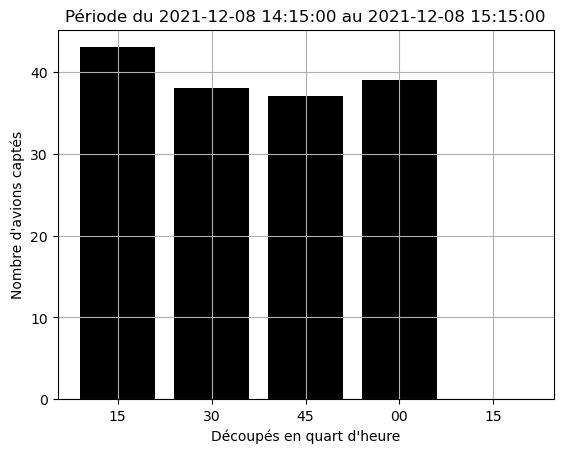 Période du 2021-12-08 14:15:00 au 2021-12-08 15:15:00
Nombre d'avions captés
40
30
20
10
0
15 30 45 00 15
Découpés en quart d'heure